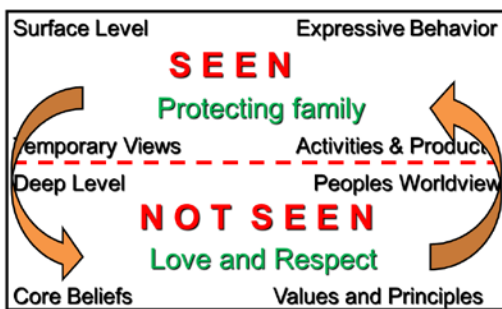 Surface Level Expressive Behavior
S E E N
Protecting family
Temporary Views Activities & Product
Deep Level Peoples Worldview
N O T S E E N
Love and Respect
Core Beliefs Values and Principles